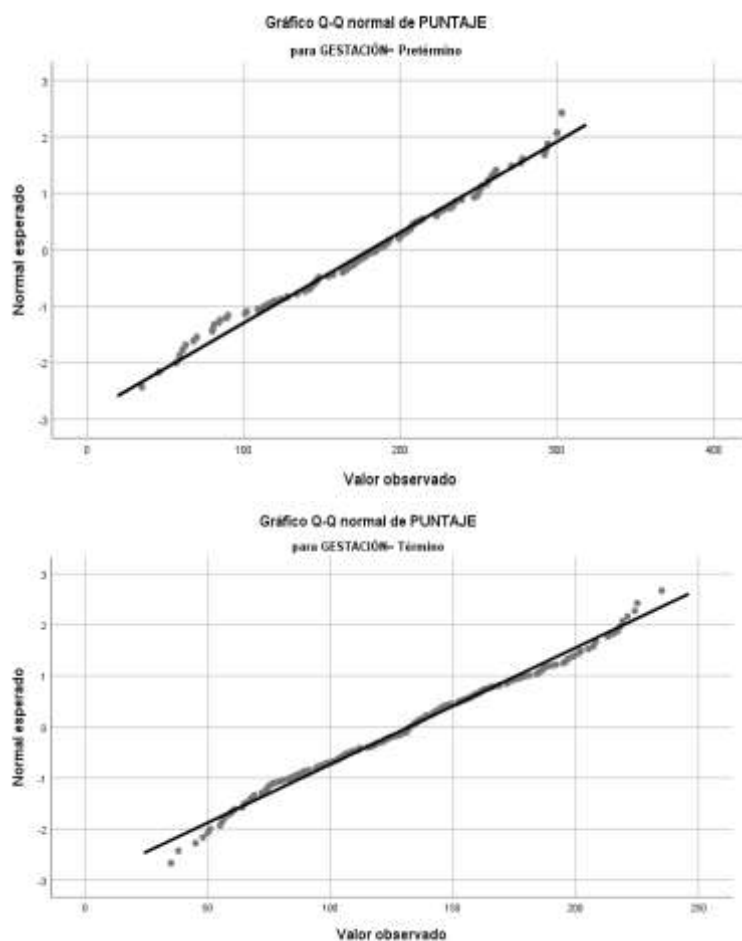 Gráfico Q-Q normal de PUNTAJE
para GESTACIÓN= Pretérmino
3
2
1
0
-1
-2
-3
Normal esperado
0 100 200 300 400
Valor observado
Gráfico Q-Q normal de PUNTAJE
para GESTACIÓN= Término
3
2
1
0
-1
-2
-3
Normal esperado
0 50 100 150 200 250
Valor observado